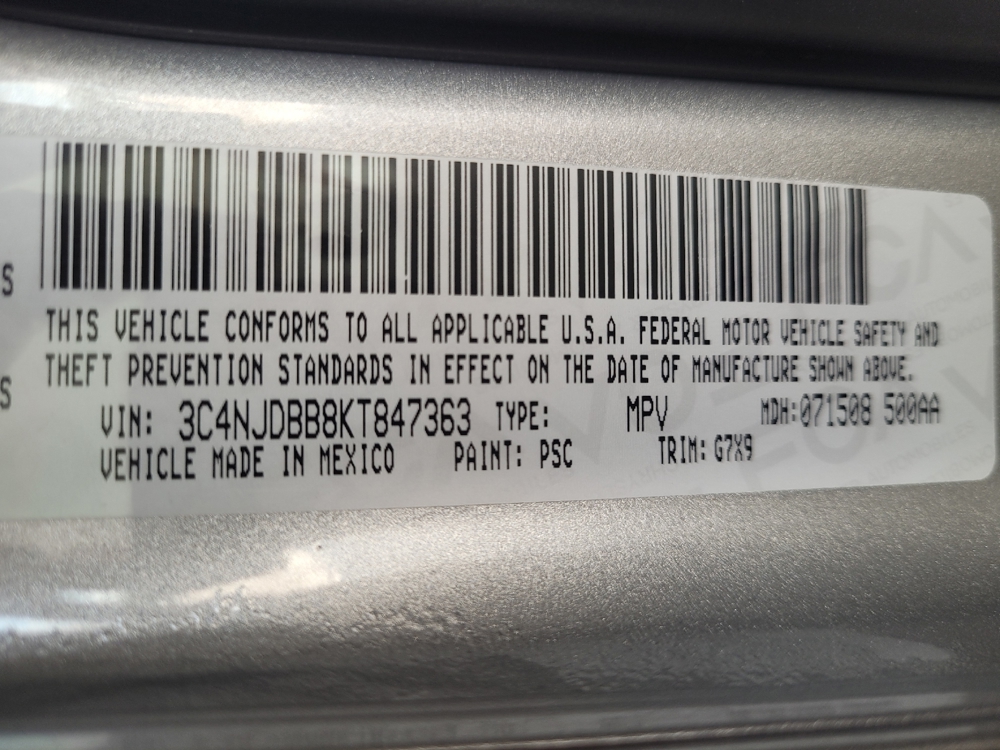 S
THIS VEHICLE CONFORMS TO ALL APPLICABLE U.S.A. FEDERAL MOTOR VEHICLE SAFETY AND
THEFT PREVENTION STANDARDS IN EFFECT ON THE DATE OF MANUFACTURE SHOWN ABOVE.
S
VIN: 3C4NJDBB8KT847363 TYPE: MPV MDH:071508 500AA
VEHICLE MADE IN MEXICO PAINT: PSC TRIM: G7X9